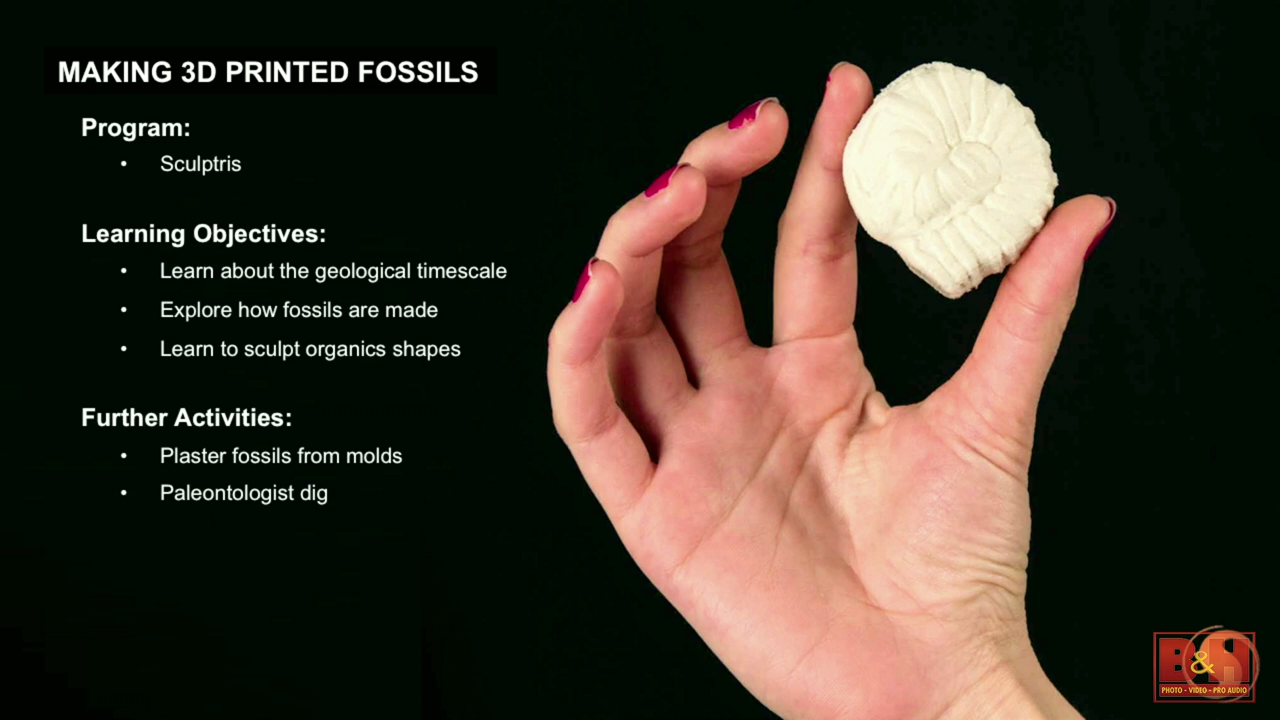 MAKING 3D PRINTED FOSSILS
Program:
• Sculptris
Learning Objectives:
• Learn about the geological timescale
• Explore how fossils are made
• Learn to sculpt organics shapes
Further Activities:
• Plaster fossils from molds
• Paleontologist dig
B&H
PHOTO - VIDEO - PRO AUDIO